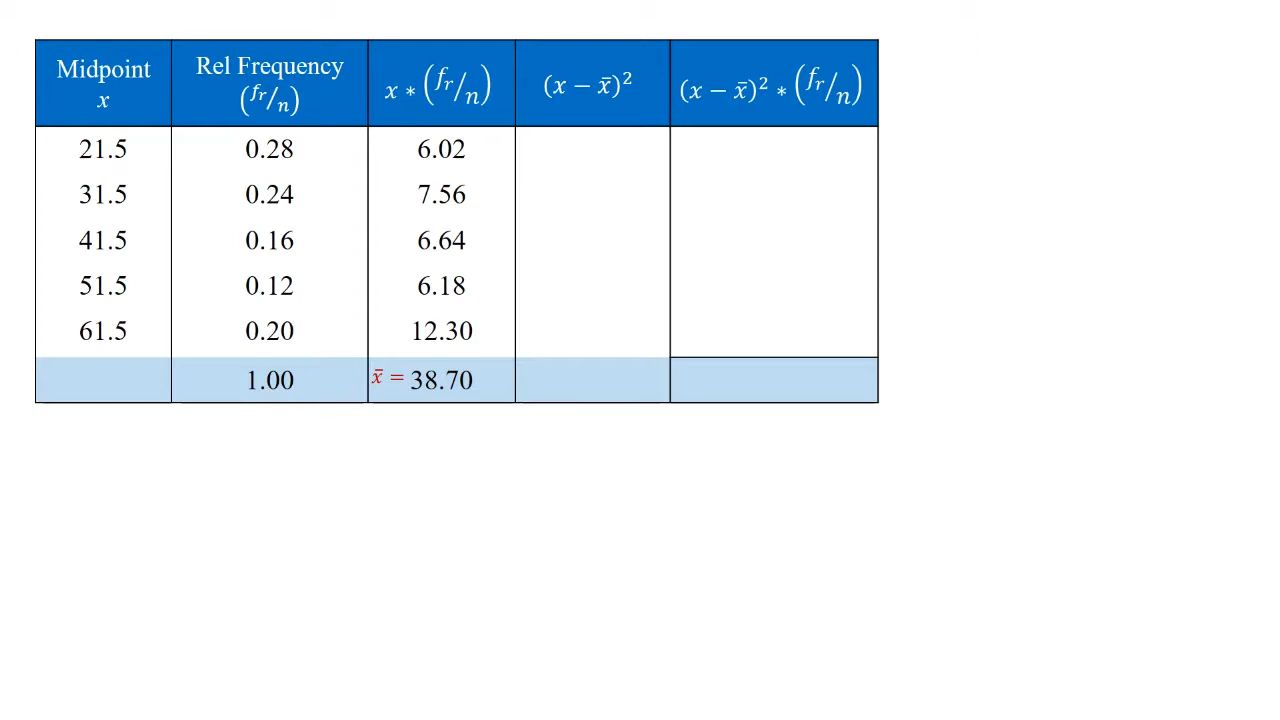 Midpoint x | Rel Frequency (fr/n) | x ∗ (fr/n) | (x − x̄)² | (x − x̄)² ∗ (fr/n)
21.5 | 0.28 | 6.02
31.5 | 0.24 | 7.56
41.5 | 0.16 | 6.64
51.5 | 0.12 | 6.18
61.5 | 0.20 | 12.30
1.00 | x̄ = 38.70